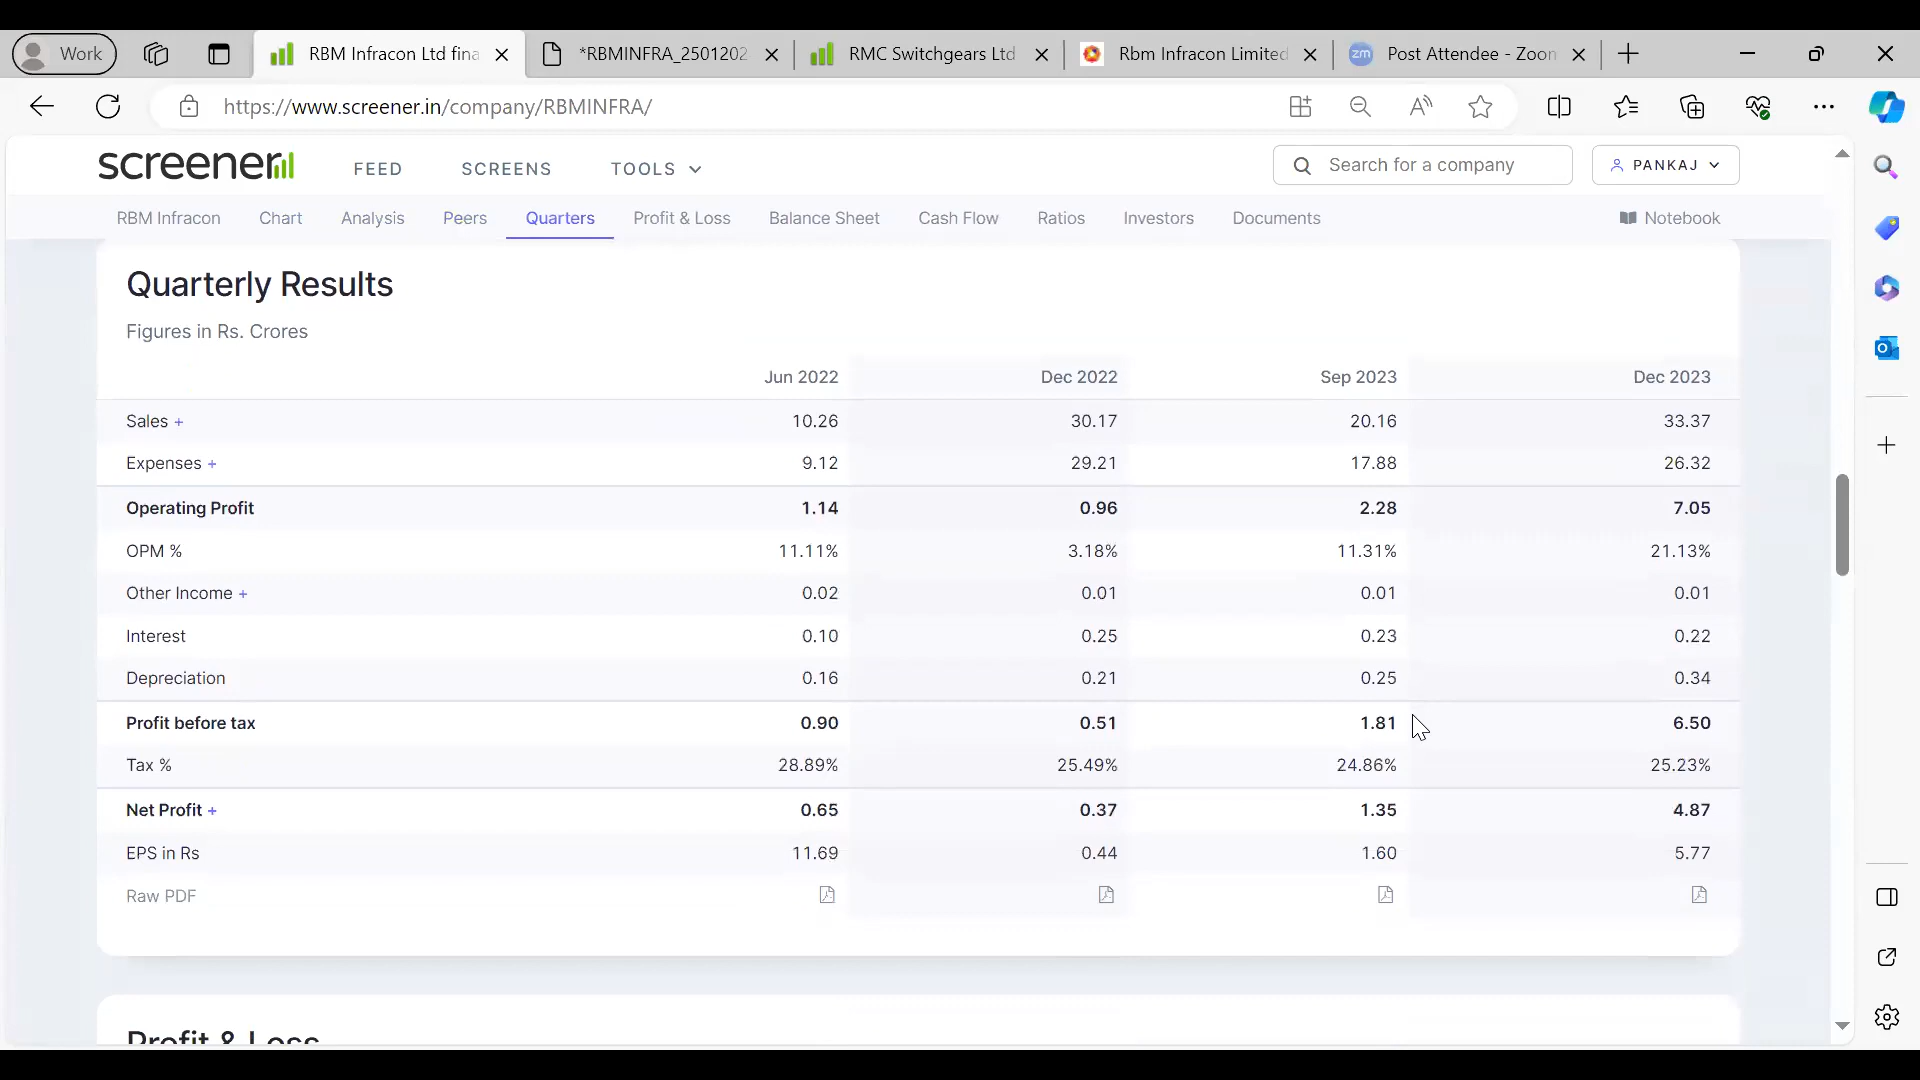 Work
RBM Infracon Ltd fina
*RBMINFRA_2501202
RMC Switchgears Ltd
Rbm Infracon Limited
zm Post Attendee - Zoon
https://www.screener.in/company/RBMINFRA/
screener
FEED SCREENS TOOLS
Search for a company
PANKAJ
RBM Infracon Chart Analysis Peers Quarters Profit & Loss Balance Sheet Cash Flow Ratios Investors Documents Notebook
Quarterly Results
Figures in Rs. Crores
Jun 2022 Dec 2022 Sep 2023 Dec 2023
Sales + 10.26 30.17 20.16 33.37
Expenses + 9.12 29.21 17.88 26.32
Operating Profit 1.14 0.96 2.28 7.05
OPM % 11.11% 3.18% 11.31% 21.13%
Other Income + 0.02 0.01 0.01 0.01
Interest 0.10 0.25 0.23 0.22
Depreciation 0.16 0.21 0.25 0.34
Profit before tax 0.90 0.51 1.81 6.50
Tax % 28.89% 25.49% 24.86% 25.23%
Net Profit + 0.65 0.37 1.35 4.87
EPS in Rs 11.69 0.44 1.60 5.77
Raw PDF
Profit & Loss